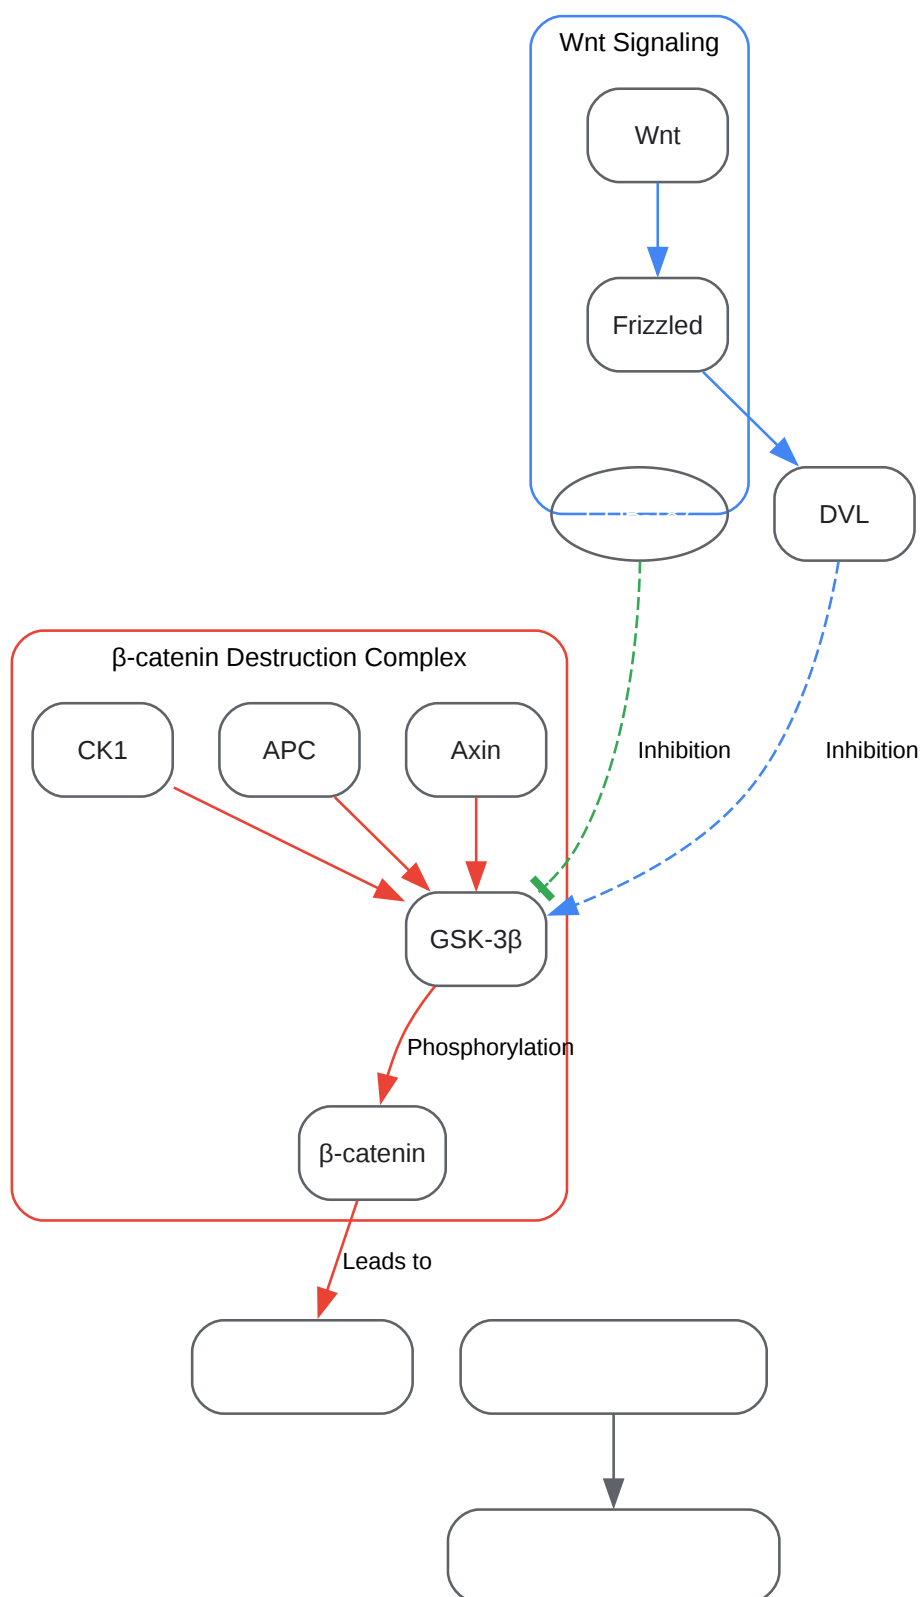 Wnt Signaling
Wnt
Frizzled
DVL
β-catenin Destruction Complex
CK1
APC
Axin
Inhibition
Inhibition
GSK-3β
Phosphorylation
β-catenin
Leads to